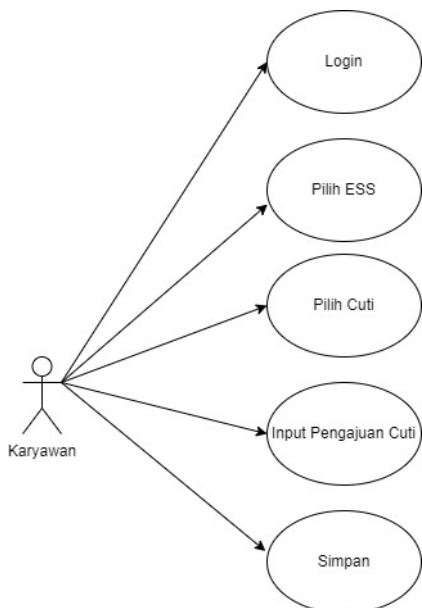 Login
Pilih ESS
Pilih Cuti
Karyawan
Input Pengajuan Cuti
Simpan